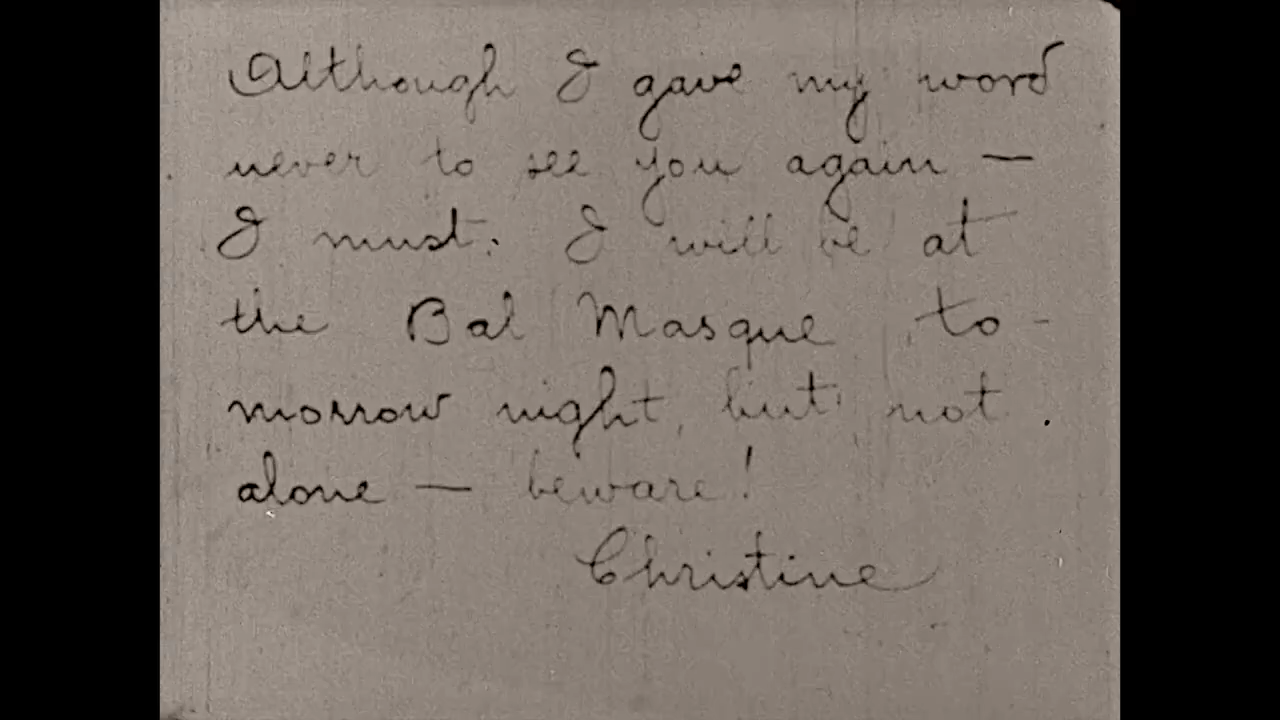 Although I gave my word
never to see you again —
I must. I will be at
the Bal Masque to-
morrow night, but not
alone — beware!
Christine